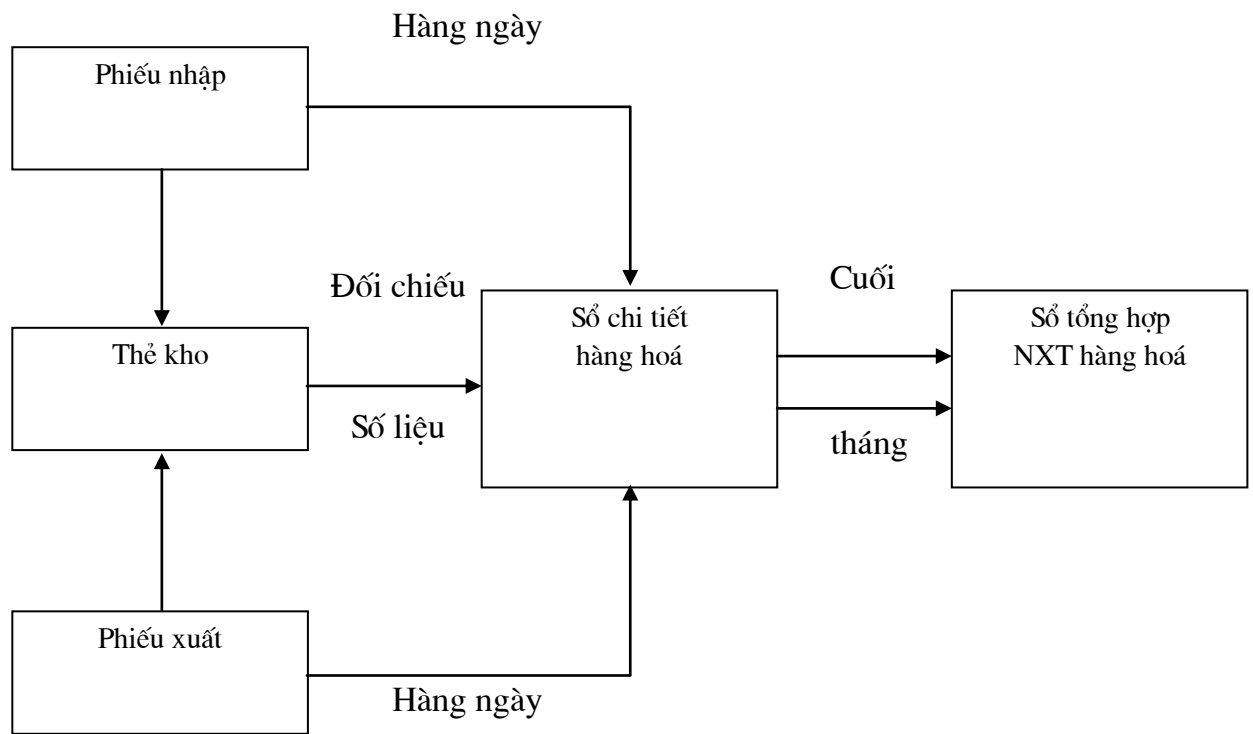 Hàng ngày
Phiếu nhập
Đối chiếu
Thẻ kho
Số liệu
Sổ chi tiết
hàng hoá
Cuối
tháng
Sổ tổng hợp
NXT hàng hoá
Phiếu xuất
Hàng ngày